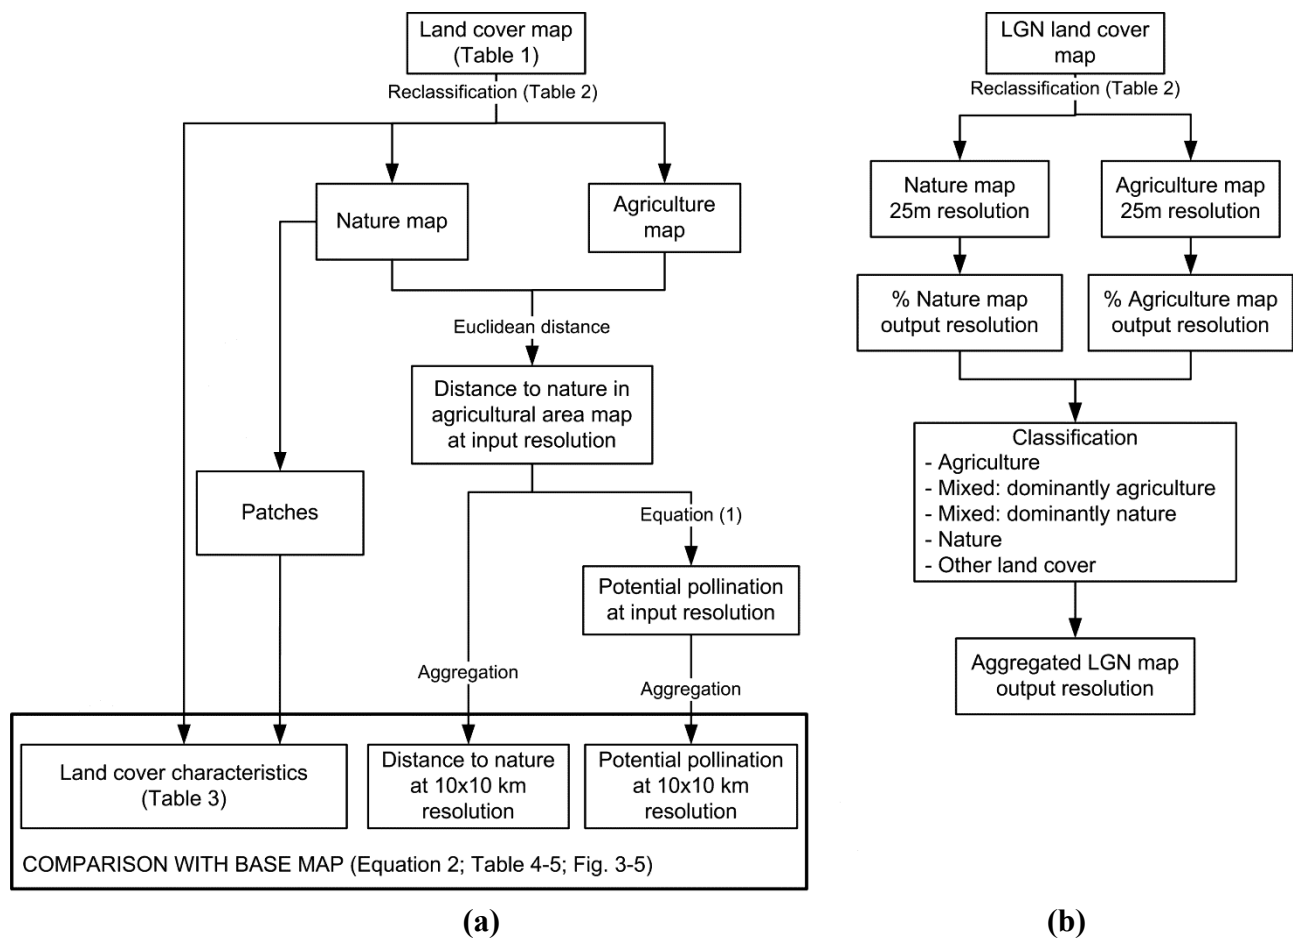 Land cover map
(Table 1)
Reclassification (Table 2)
Nature map
Agriculture
map
Euclidean distance
Distance to nature in
agricultural area map
at input resolution
Patches
Equation (1)
Potential pollination
at input resolution
Aggregation
Aggregation
Land cover characteristics
(Table 3)
Distance to nature
at 10x10 km
resolution
Potential pollination
at 10x10 km
resolution
COMPARISON WITH BASE MAP (Equation 2; Table 4-5; Fig. 3-5)
(a)
LGN land cover
map
Reclassification (Table 2)
Nature map
25m resolution
Agriculture map
25m resolution
% Nature map
output resolution
% Agriculture map
output resolution
Classification
- Agriculture
- Mixed: dominantly agriculture
- Mixed: dominantly nature
- Nature
- Other land cover
Aggregated LGN map
output resolution
(b)